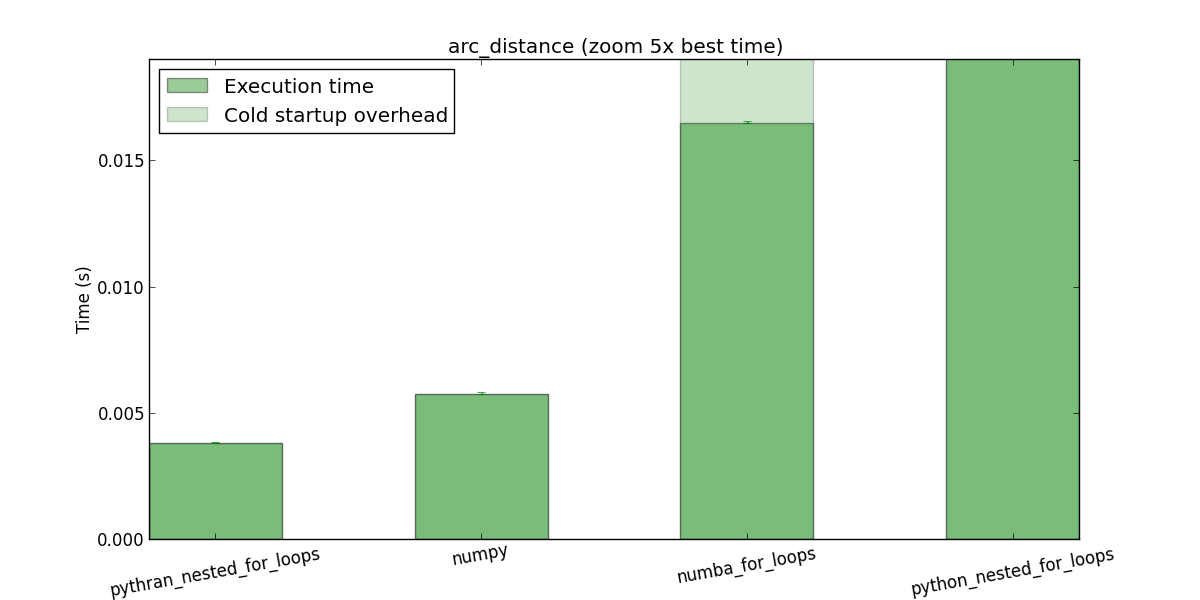 arc_distance (zoom 5x best time)
Execution time
Cold startup overhead
0.015
0.010
0.005
0.000
Time (s)
pythran_nested_for_loops
numpy
numba_for_loops
python_nested_for_loops